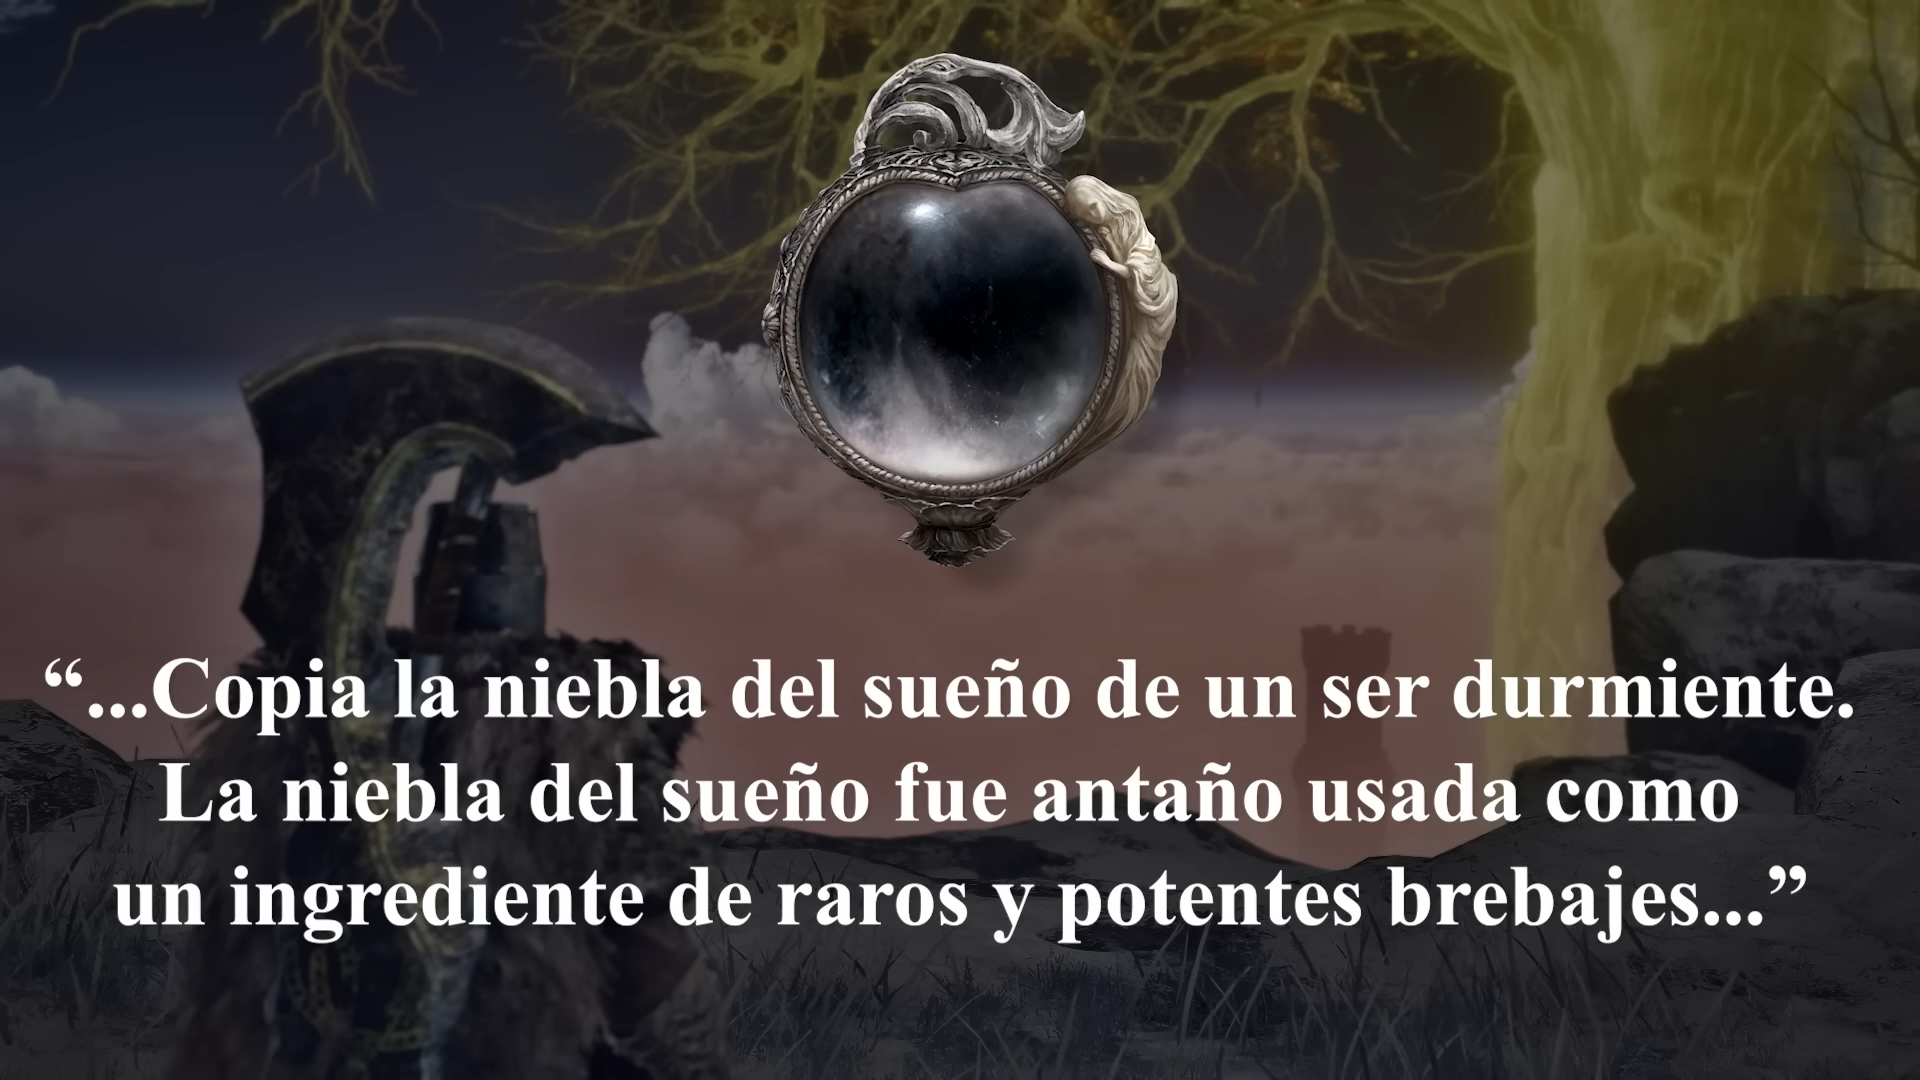 “...Copia la niebla del sueño de un ser durmiente.
La niebla del sueño fue antaño usada como
un ingrediente de raros y potentes brebajes...”